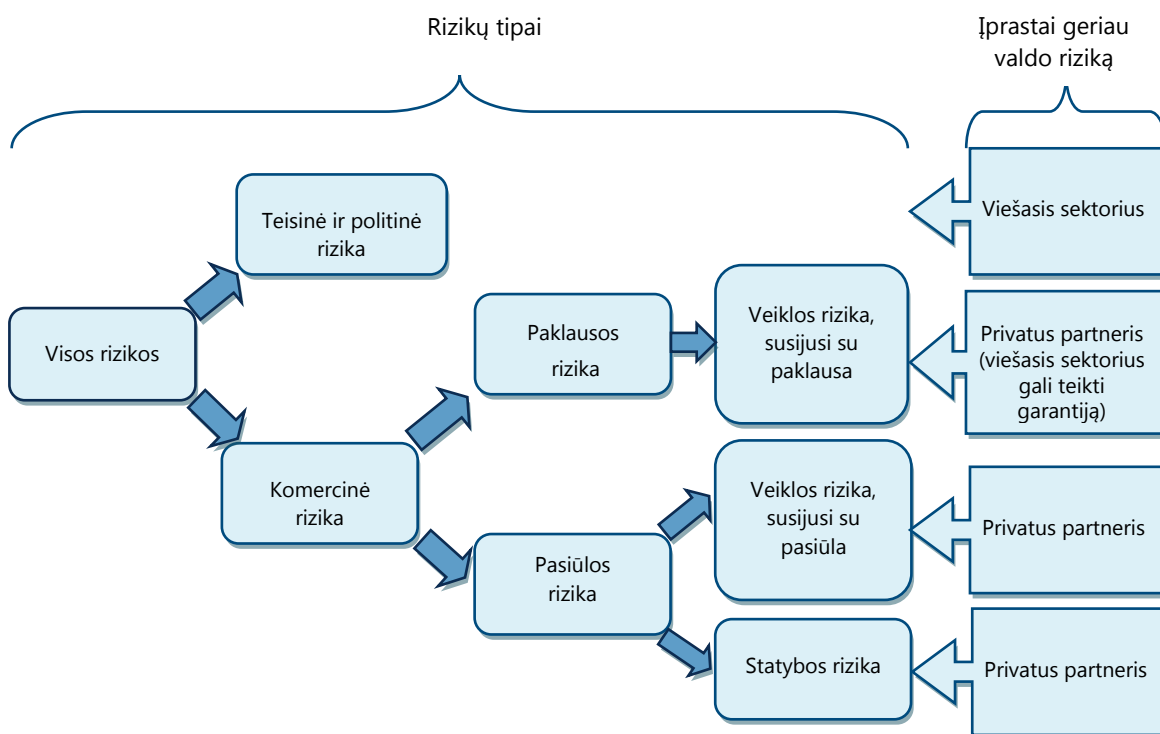 Rizikų tipai
Įprastai geriau
valdo riziką
Teisinė ir politinė
rizika
Viešasis sektorius
Visos rizikos
Paklausos
rizika
Veiklos rizika,
susijusi su
paklausa
Privatus partneris
(viešasis sektorius
gali teikti
garantiją)
Komercinė
rizika
Pasiūlos
rizika
Veiklos rizika,
susijusi su
pasiūla
Privatus partneris
Statybos rizika
Privatus partneris